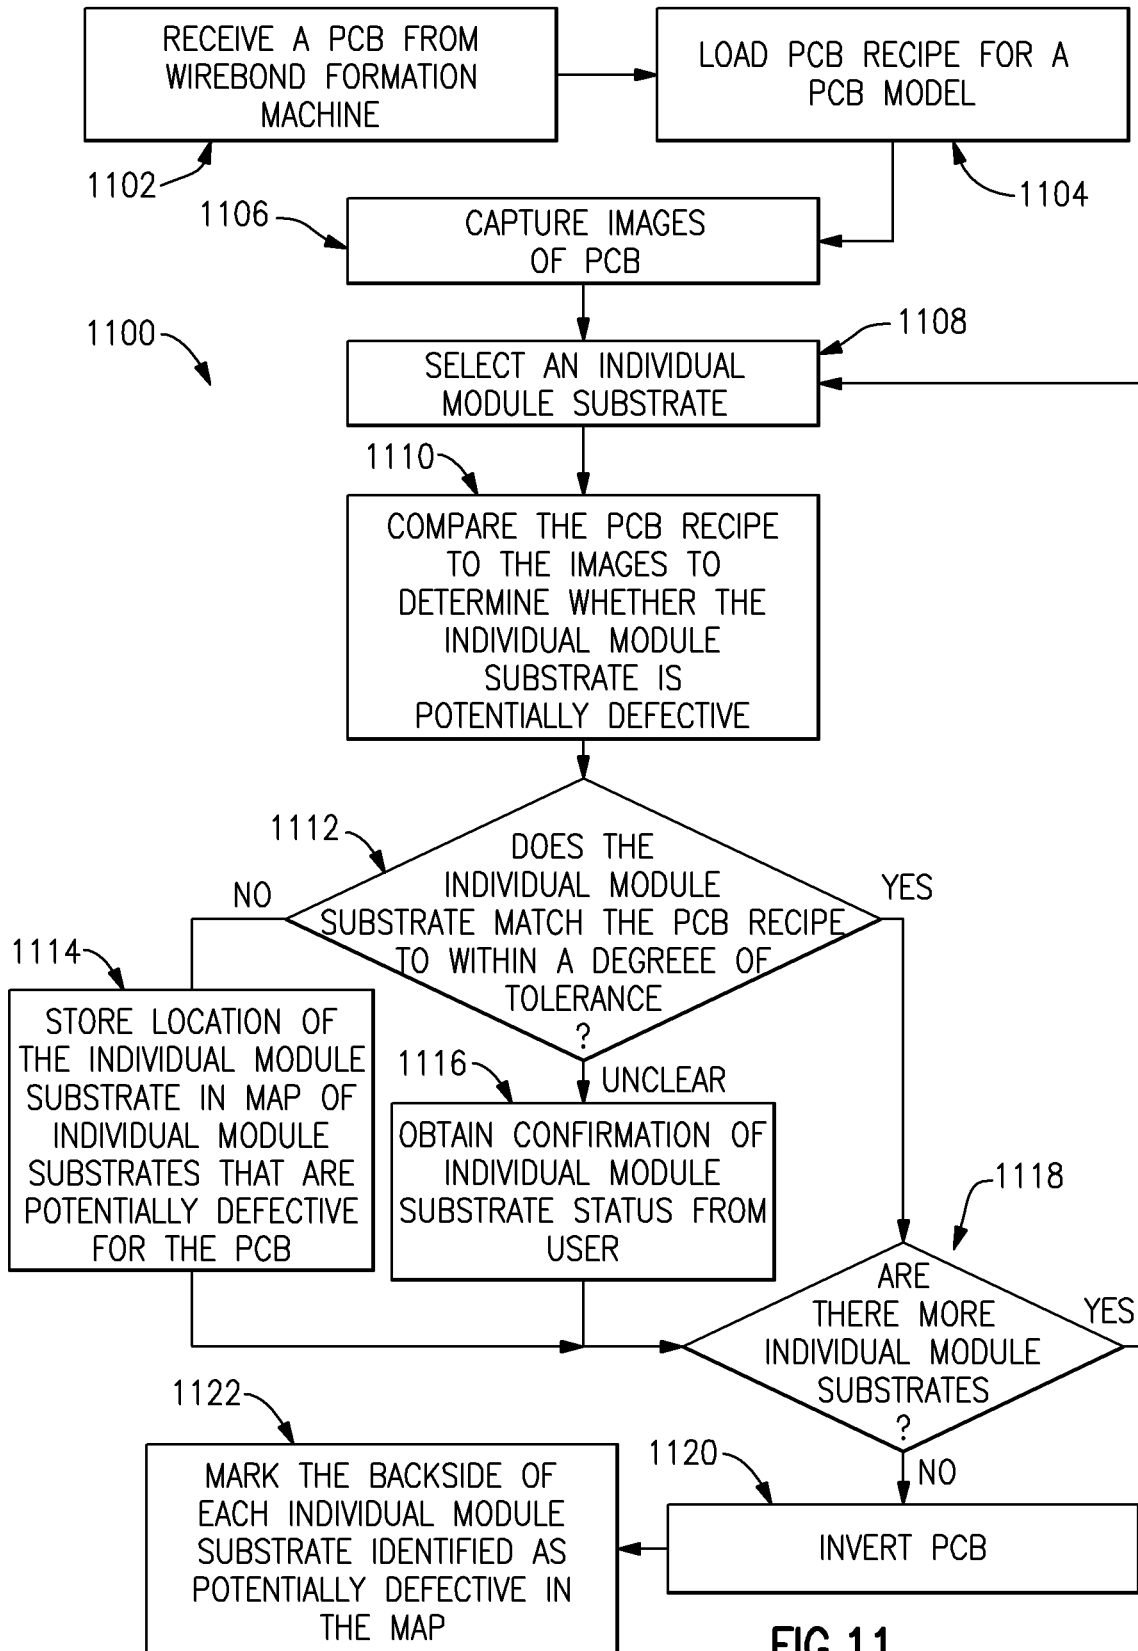 RECEIVE A PCB FROM
WIREBOND FORMATION
MACHINE
1102
LOAD PCB RECIPE FOR A
PCB MODEL
1104
1106
CAPTURE IMAGES
OF PCB
1100
1108
SELECT AN INDIVIDUAL
MODULE SUBSTRATE
1110
COMPARE THE PCB RECIPE
TO THE IMAGES TO
DETERMINE WHETHER THE
INDIVIDUAL MODULE
SUBSTRATE IS
POTENTIALLY DEFECTIVE
1112
DOES THE
INDIVIDUAL MODULE
SUBSTRATE MATCH THE PCB RECIPE
TO WITHIN A DEGREEE OF
TOLERANCE
?
NO
YES
UNCLEAR
1114
STORE LOCATION OF
THE INDIVIDUAL MODULE
SUBSTRATE IN MAP OF
INDIVIDUAL MODULE
SUBSTRATES THAT ARE
POTENTIALLY DEFECTIVE
FOR THE PCB
1116
OBTAIN CONFIRMATION OF
INDIVIDUAL MODULE
SUBSTRATE STATUS FROM
USER
1118
ARE
THERE MORE
INDIVIDUAL MODULE
SUBSTRATES
?
YES
NO
1120
INVERT PCB
1122
MARK THE BACKSIDE OF
EACH INDIVIDUAL MODULE
SUBSTRATE IDENTIFIED AS
POTENTIALLY DEFECTIVE IN
THE MAP
FIG.11